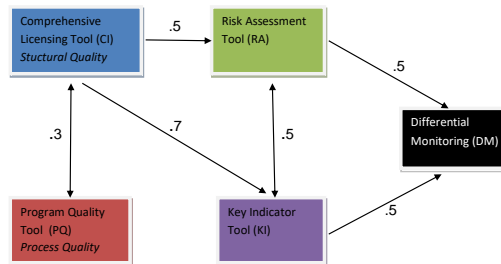 Comprehensive
Licensing Tool (CI)
Stuctural Quality
.5
Risk Assessment
Tool (RA)
.5
.3
.7
.5
Differential
Monitoring (DM)
Program Quality
Tool (PQ)
Process Quality
Key Indicator
Tool (KI)
.5